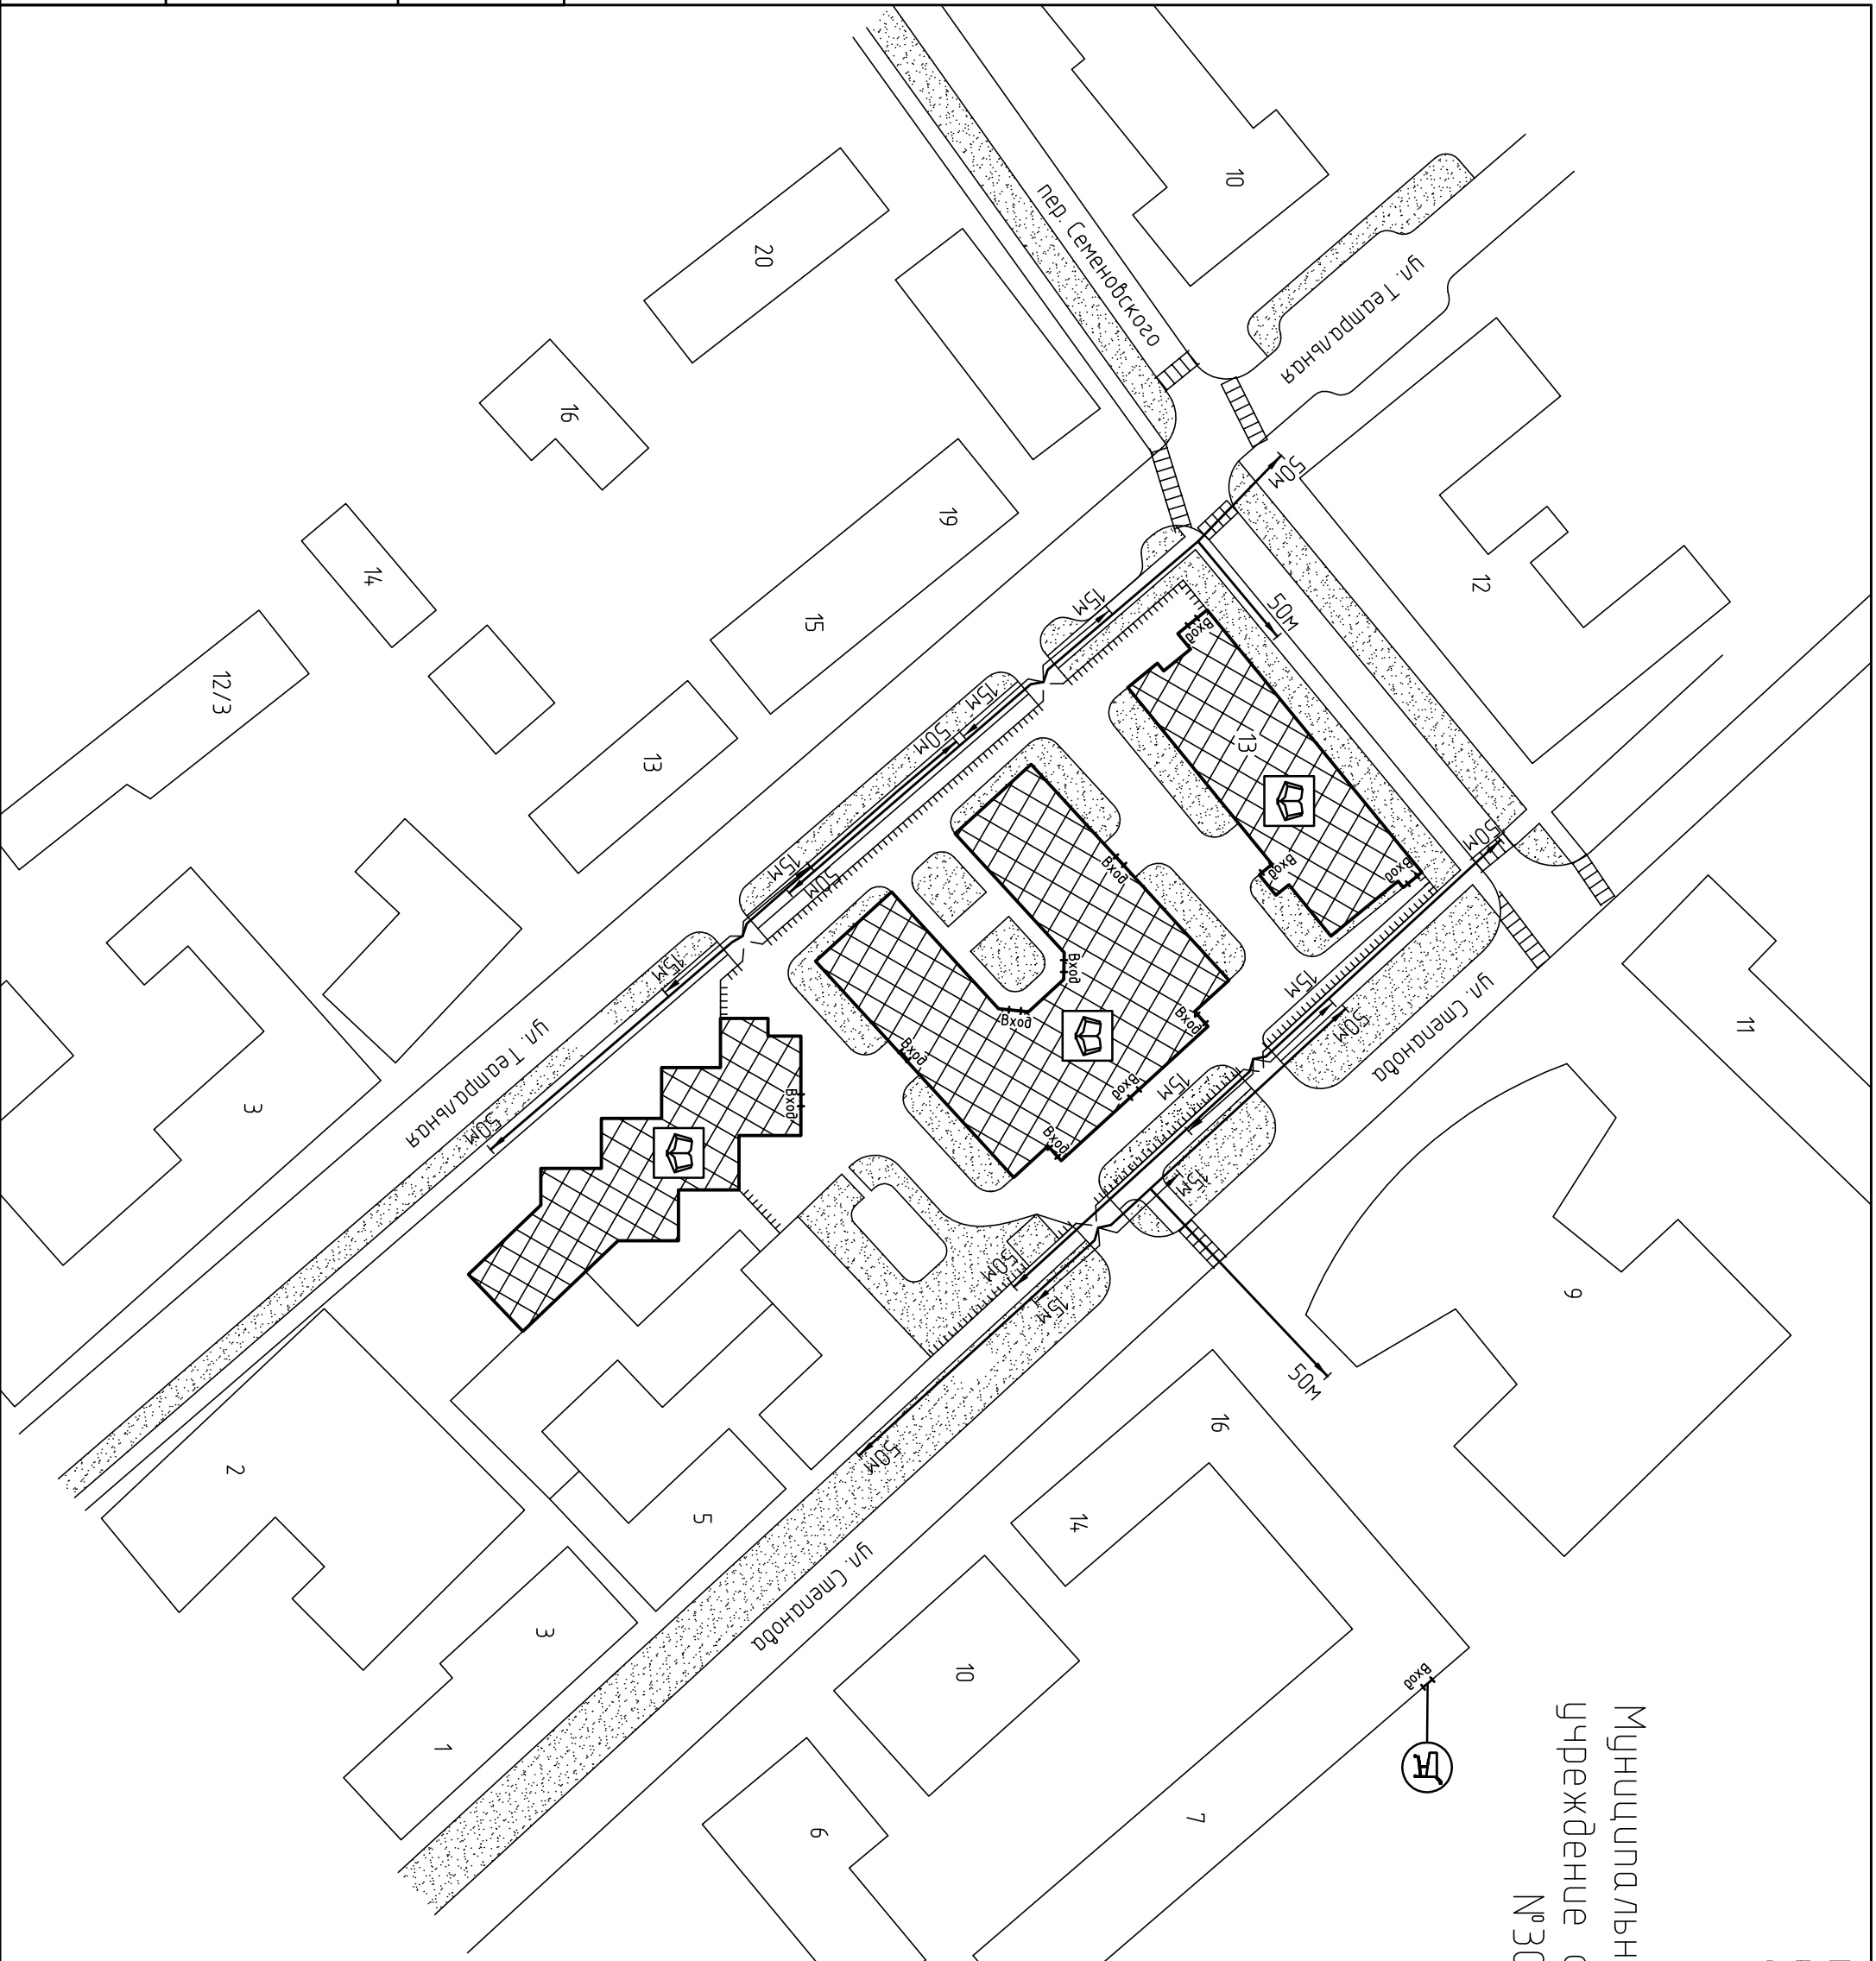 Муниципальн
учреждение
№30
пер. Семеновского
ул. Театральная
ул. Театральная
ул. Степанова
ул. Степанова
10
20
16
19
14
15
12/3
13
3
12
13
11
9
16
14
10
7
6
5
2
3
1
50м
50м
15м
15м
50м
15м
50м
15м
50м
50м
15м
50м
15м
15м
50м
15м
50м
50м
Вход
Вход
Вход
Вход
Вход
Вход
Вход
Вход
Вход
Вход
Вход
Вход